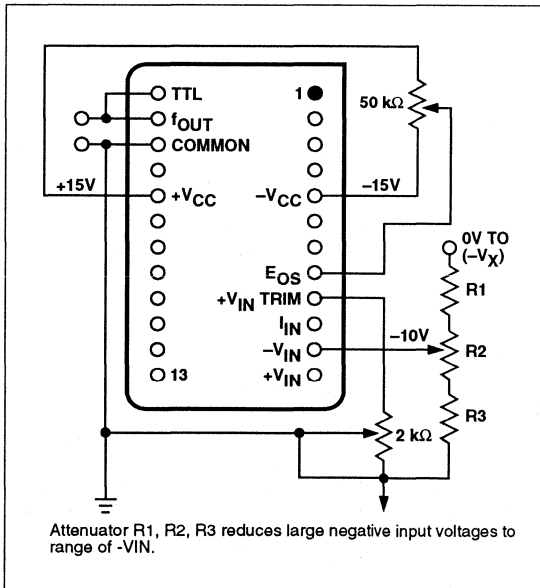 TTL
1
50 kΩ
fOUT
COMMON
+15V
+VCC
−VCC
−15V
0V TO
(−VX)
EOS
R1
+VIN TRIM
IIN
−10V
−VIN
R2
13
+VIN
R3
2 kΩ
Attenuator R1, R2, R3 reduces large negative input voltages to
range of -VIN.